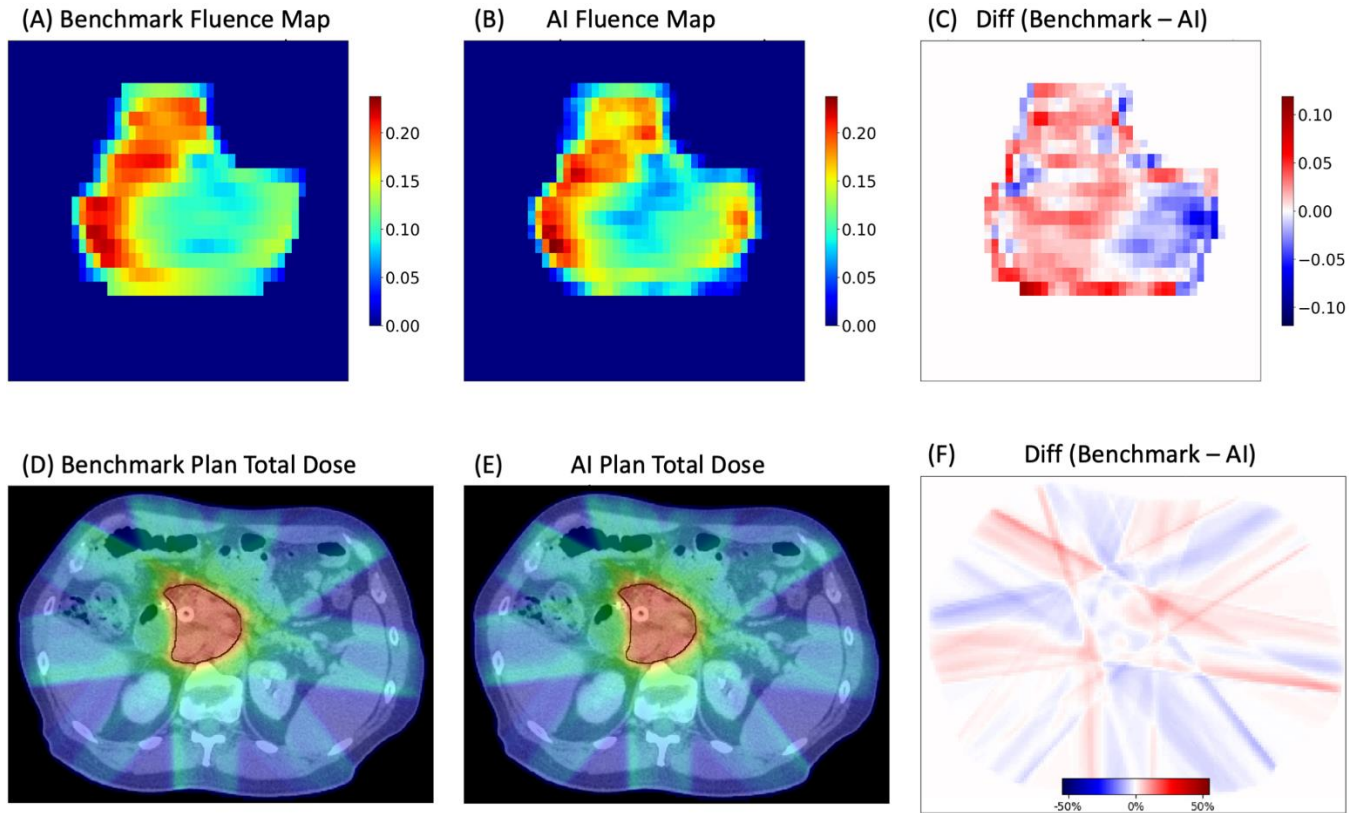 (A) Benchmark Fluence Map
(B) AI Fluence Map
(C) Diff (Benchmark – AI)
0.20
0.15
0.10
0.05
0.00
0.20
0.15
0.10
0.05
0.00
0.10
0.05
0.00
−0.05
−0.10
(D) Benchmark Plan Total Dose
(E) AI Plan Total Dose
(F) Diff (Benchmark – AI)
-50% 0% 50%